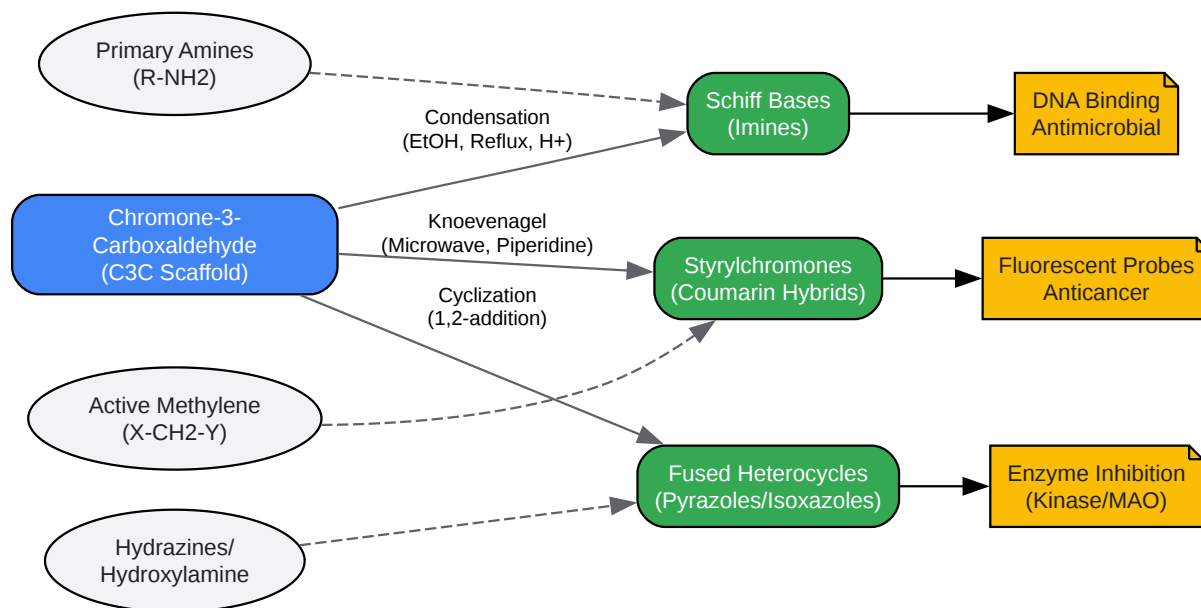 Primary Amines
(R-NH2)
Condensation
(EtOH, Reflux, H+)
Schiff Bases
(Imines)
DNA Binding
Antimicrobial
Chromone-3-
Carboxaldehyde
(C3C Scaffold)
Knoevenagel
(Microwave, Piperidine)
Styrylchromones
(Coumarin Hybrids)
Fluorescent Probes
Anticancer
Cyclization
(1,2-addition)
Active Methylene
(X-CH2-Y)
Fused Heterocycles
(Pyrazoles/Isoxazoles)
Enzyme Inhibition
(Kinase/MAO)
Hydrazines/
Hydroxylamine